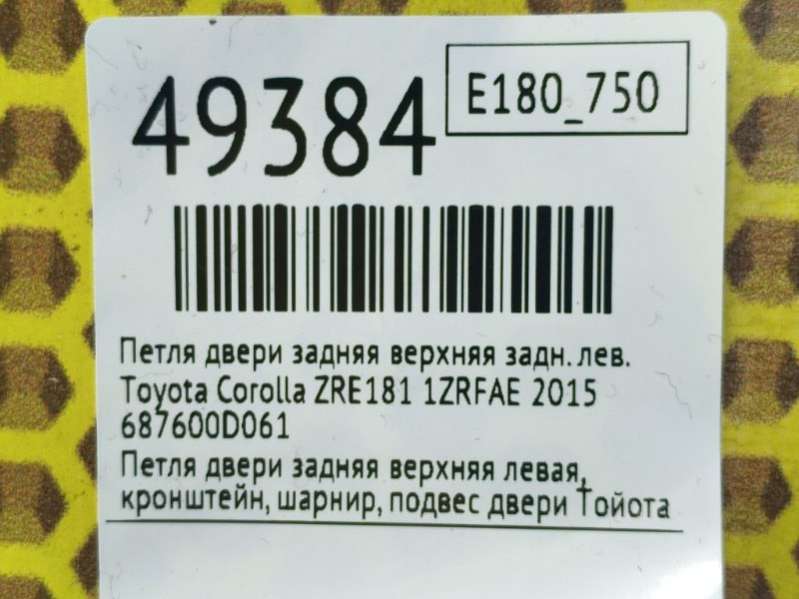 49384
E180_750
Петля двери задняя верхняя задн. лев.
Toyota Corolla ZRE181 1ZRFAE 2015
687600D061
Петля двери задняя верхняя левая,
кронштейн, шарнир, подвес двери Тойота